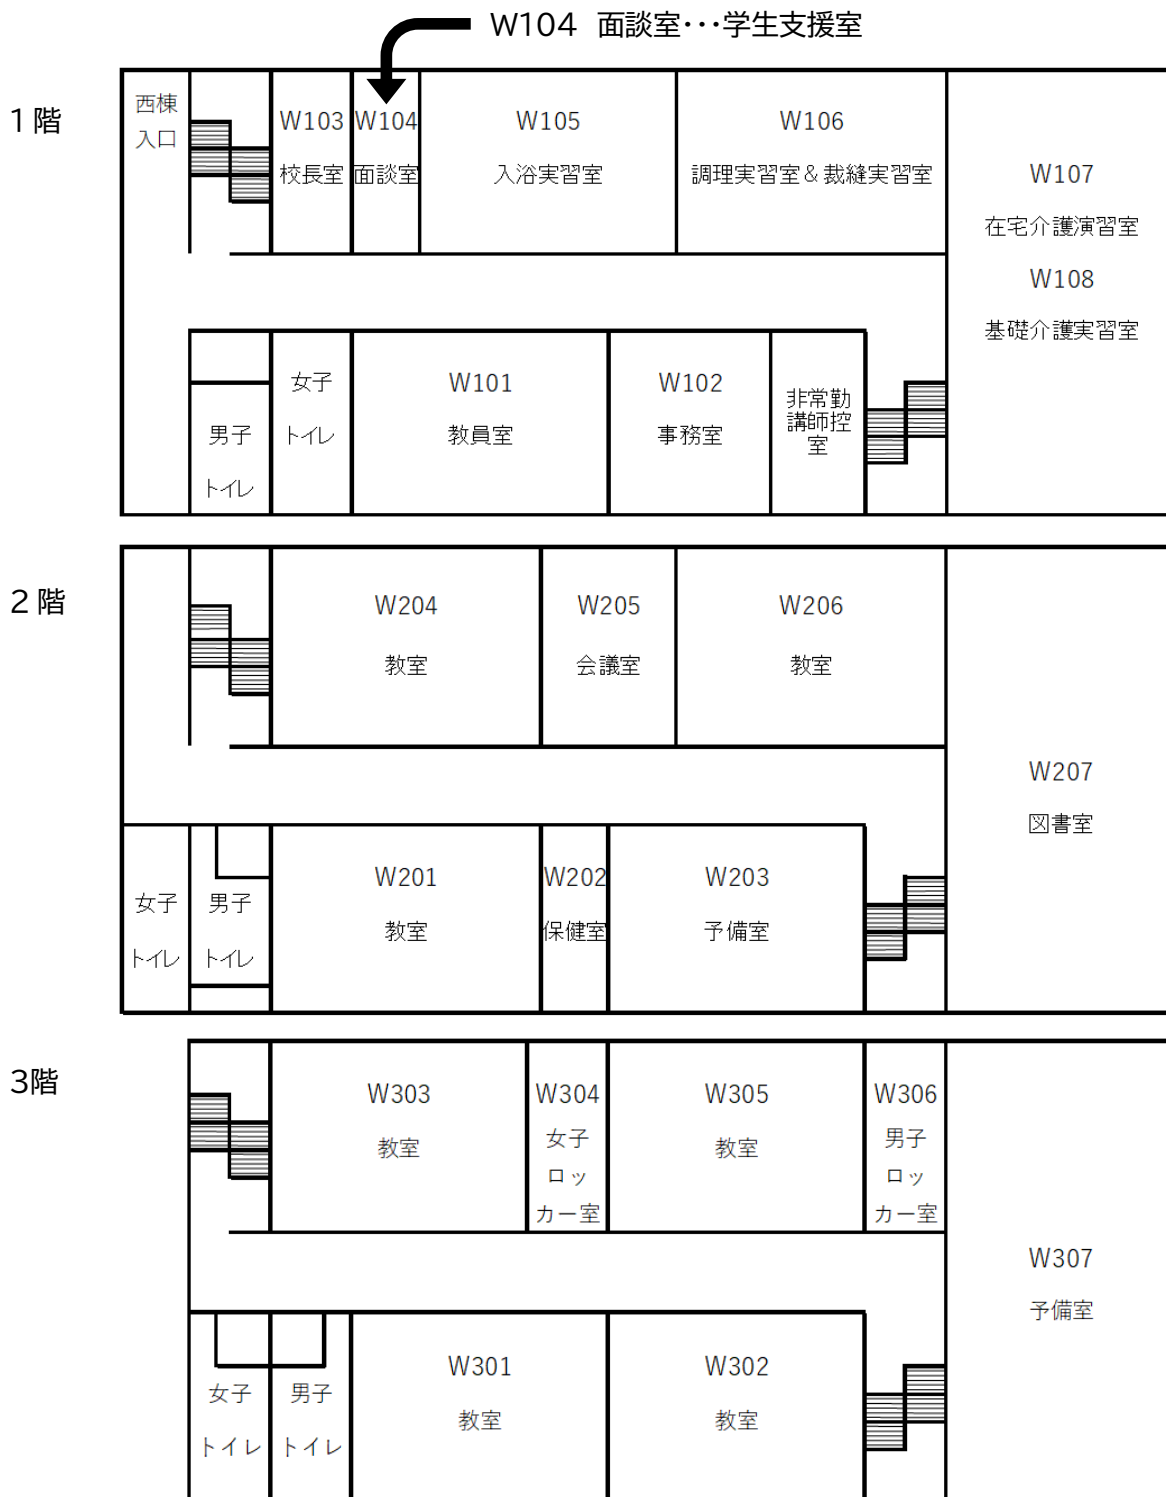 W104 面談室･･･学生支援室
1階
西棟
入口
W103
校長室
W104
面談室
W105
入浴実習室
W106
調理実習室＆裁縫実習室
W107
在宅介護演習室
W108
基礎介護実習室
男子
トイレ
女子
トイレ
W101
教員室
W102
事務室
非常勤
講師控
室
2階
W204
教室
W205
会議室
W206
教室
W207
図書室
女子
トイレ
男子
トイレ
W201
教室
W202
保健室
W203
予備室
3階
W303
教室
W304
女子
ロッ
カー室
W305
教室
W306
男子
ロッ
カー室
W307
予備室
女子
トイレ
男子
トイレ
W301
教室
W302
教室